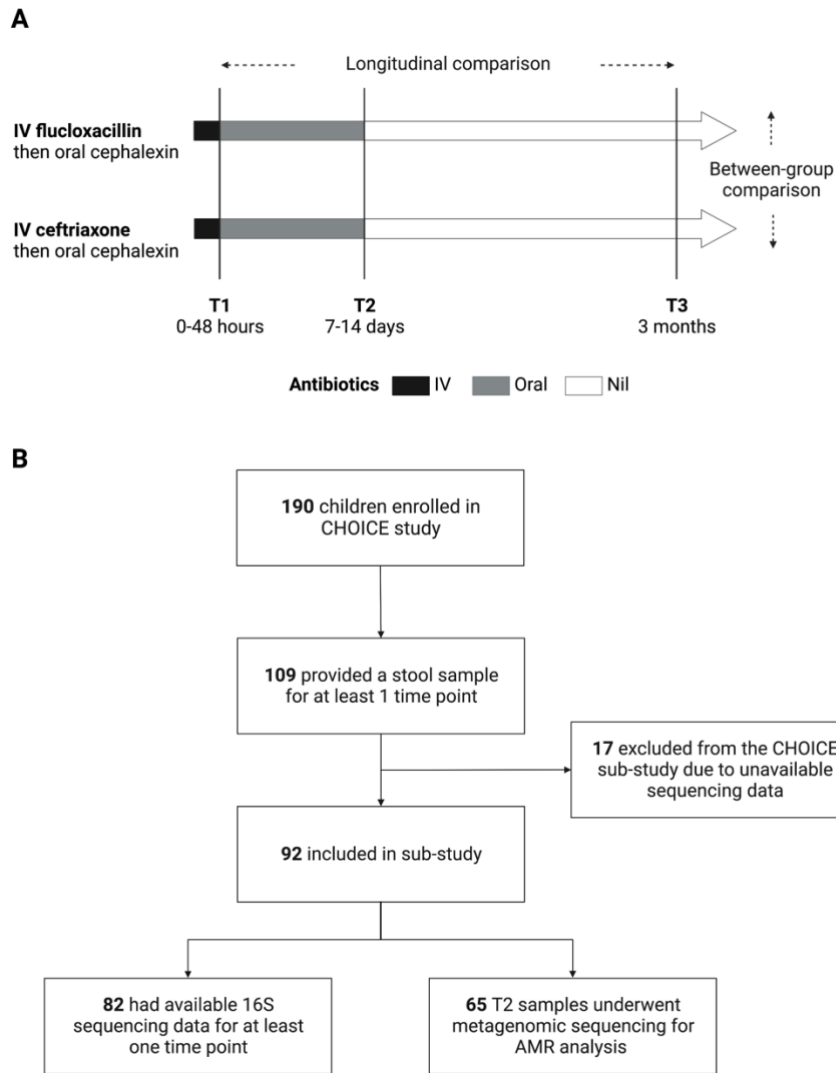 A
Longitudinal comparison
IV flucloxacillin
then oral cephalexin
Between-group
comparison
IV ceftriaxone
then oral cephalexin
T1
0-48 hours
T2
7-14 days
T3
3 months
Antibiotics IV Oral Nil
B
190 children enrolled in
CHOICE study
109 provided a stool sample
for at least 1 time point
17 excluded from the CHOICE
sub-study due to unavailable
sequencing data
92 included in sub-study
82 had available 16S
sequencing data for at least
one time point
65 T2 samples underwent
metagenomic sequencing for
AMR analysis